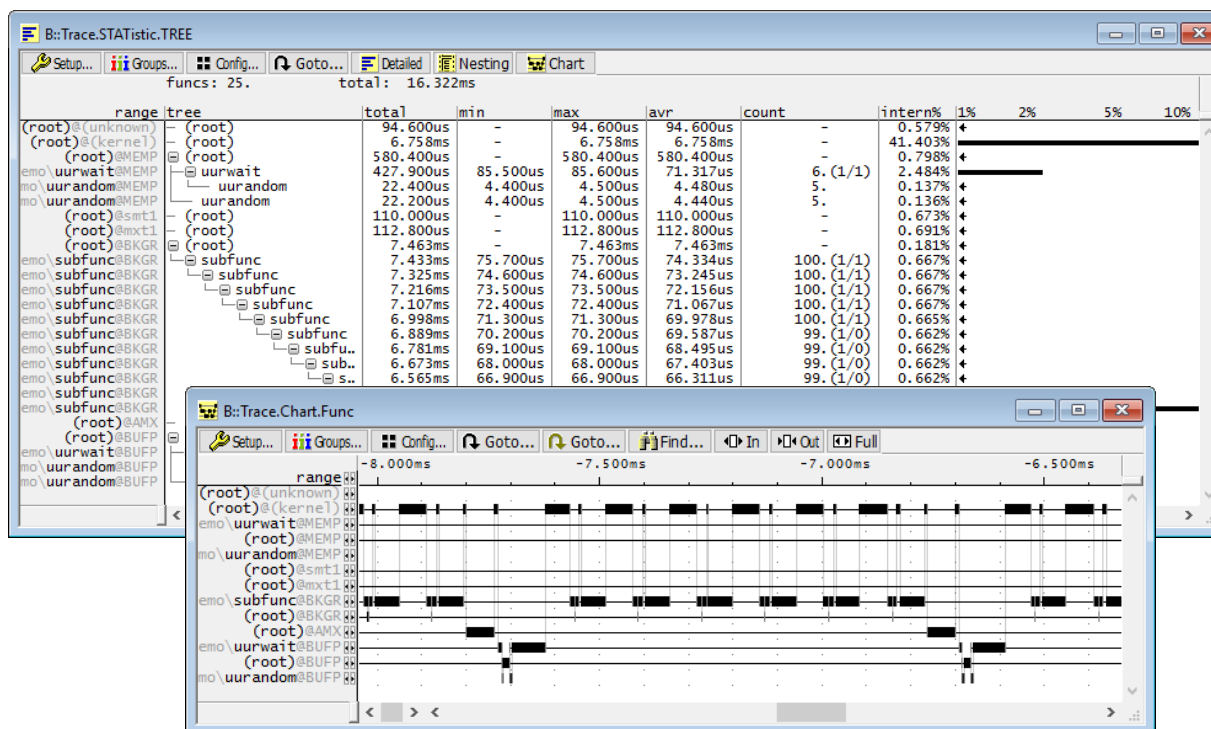 B::Trace.STATistic.TREE
Setup... Groups... Config... Goto... Detailed Nesting Chart
funcs: 25. total: 16.322ms
range tree total min max avr count intern% 1% 2% 5% 10%
(root)@(unknown) (root) 94.600us - 94.600us 94.600us - 0.579%
(root)@(kernel) (root) 6.758ms - 6.758ms 6.758ms - 41.403%
(root)@MEMP (root) 580.400us - 580.400us 580.400us - 0.798%
emo\uurwait@MEMP uurwait 427.900us 85.500us 85.600us 71.317us 6.(1/1) 2.484%
mo\uurandom@MEMP uurandom 22.400us 4.400us 4.500us 4.480us 5. 0.137%
mo\uurandom@MEMP uurandom 22.200us 4.400us 4.500us 4.440us 5. 0.136%
(root)@smt1 (root) 110.000us - 110.000us 110.000us - 0.673%
(root)@mxt1 (root) 112.800us - 112.800us 112.800us - 0.691%
(root)@BKGR (root) 7.463ms - 7.463ms 7.463ms - 0.181%
emo\subfunc@BKGR subfunc 7.433ms 75.700us 75.700us 74.334us 100.(1/1) 0.667%
emo\subfunc@BKGR subfunc 7.325ms 74.600us 74.600us 73.245us 100.(1/1) 0.667%
emo\subfunc@BKGR subfunc 7.216ms 73.500us 73.500us 72.156us 100.(1/1) 0.667%
emo\subfunc@BKGR subfunc 7.107ms 72.400us 72.400us 71.067us 100.(1/1) 0.667%
emo\subfunc@BKGR subfunc 6.998ms 71.300us 71.300us 69.978us 100.(1/1) 0.665%
emo\subfunc@BKGR subfunc 6.889ms 70.200us 70.200us 69.587us 99.(1/0) 0.662%
emo\subfunc@BKGR subfu.. 6.781ms 69.100us 69.100us 68.495us 99.(1/0) 0.662%
emo\subfunc@BKGR sub.. 6.673ms 68.000us 68.000us 67.403us 99.(1/0) 0.662%
emo\subfunc@BKGR s.. 6.565ms 66.900us 66.900us 66.311us 99.(1/0) 0.662%
emo\subfunc@BKGR
emo\subfunc@BKGR
(root)@AMX
(root)@BUFP
emo\uurwait@BUFP
mo\uurandom@BUFP
mo\uurandom@BUFP
B::Trace.Chart.Func
Setup... Groups... Config... Goto... Goto... Find... In Out Full
-8.000ms -7.500ms -7.000ms -6.500ms
range
(root)@(unknown)
(root)@(kernel)
emo\uurwait@MEMP
(root)@MEMP
mo\uurandom@MEMP
(root)@smt1
(root)@mxt1
emo\subfunc@BKGR
(root)@BKGR
(root)@AMX
emo\uurwait@BUFP
(root)@BUFP
mo\uurandom@BUFP